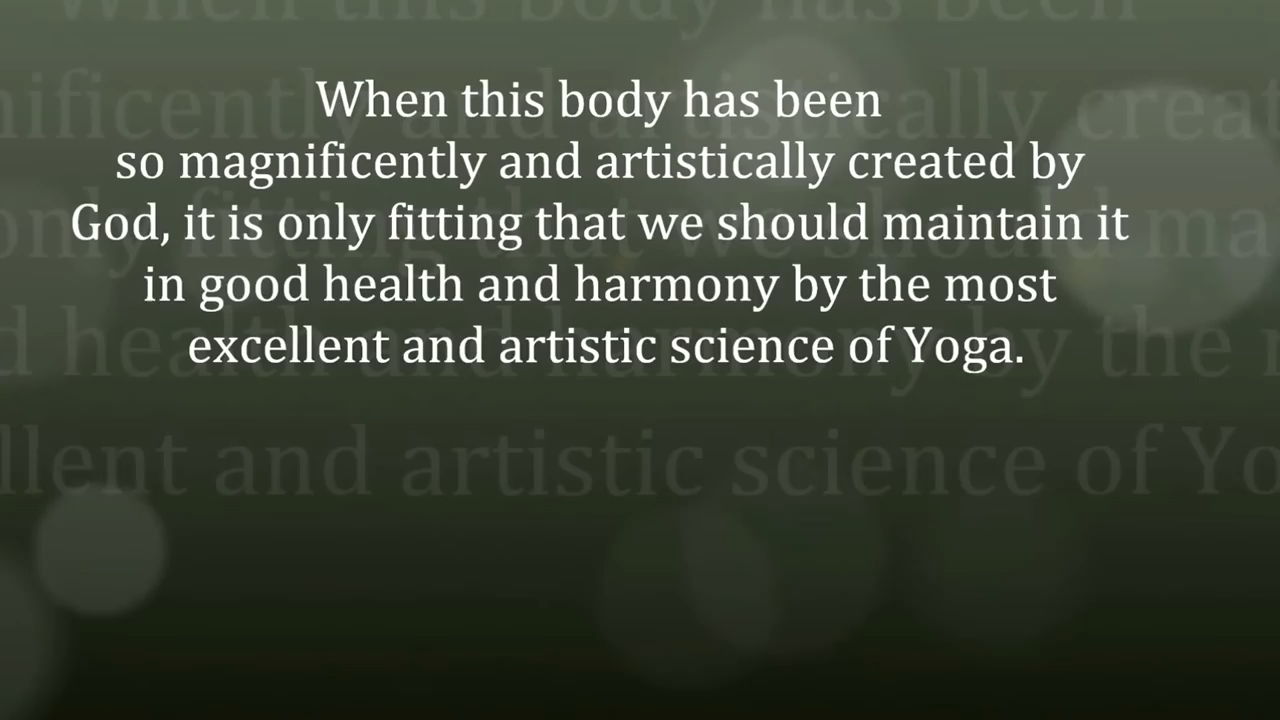 When this body has been
so magnificently and artistically created by
God, it is only fitting that we should maintain it
in good health and harmony by the most
excellent and artistic science of Yoga.